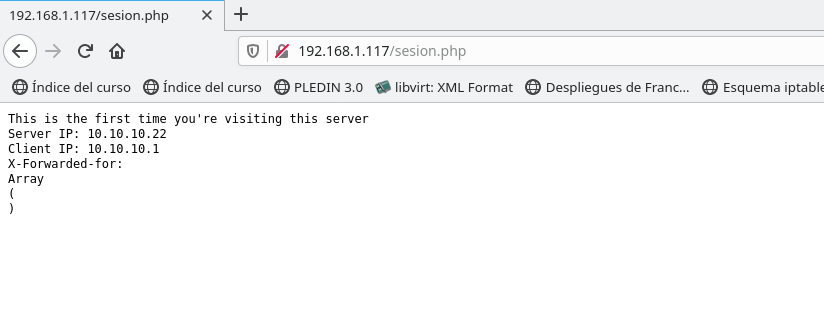 192.168.1.117/sesion.php
192.168.1.117/sesion.php
Índice del curso
Índice del curso
PLEDIN 3.0
libvirt: XML Format
Despliegues de Franc...
Esquema iptable
This is the first time you're visiting this server
Server IP: 10.10.10.22
Client IP: 10.10.10.1
X-Forwarded-for:
Array
(
)